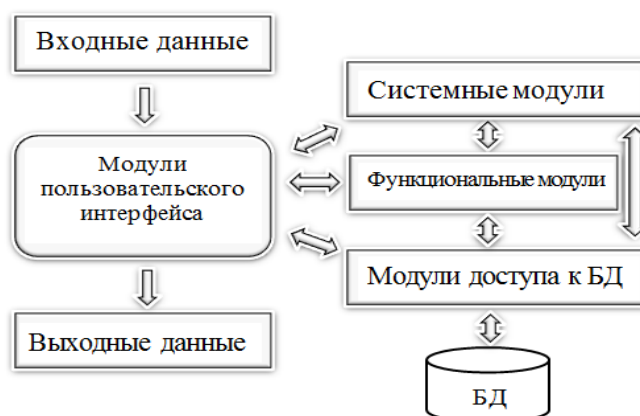 Входные данные
Модули
пользовательского
интерфейса
Выходные данные
Системные модули
Функциональные модули
Модули доступа к БД
БД